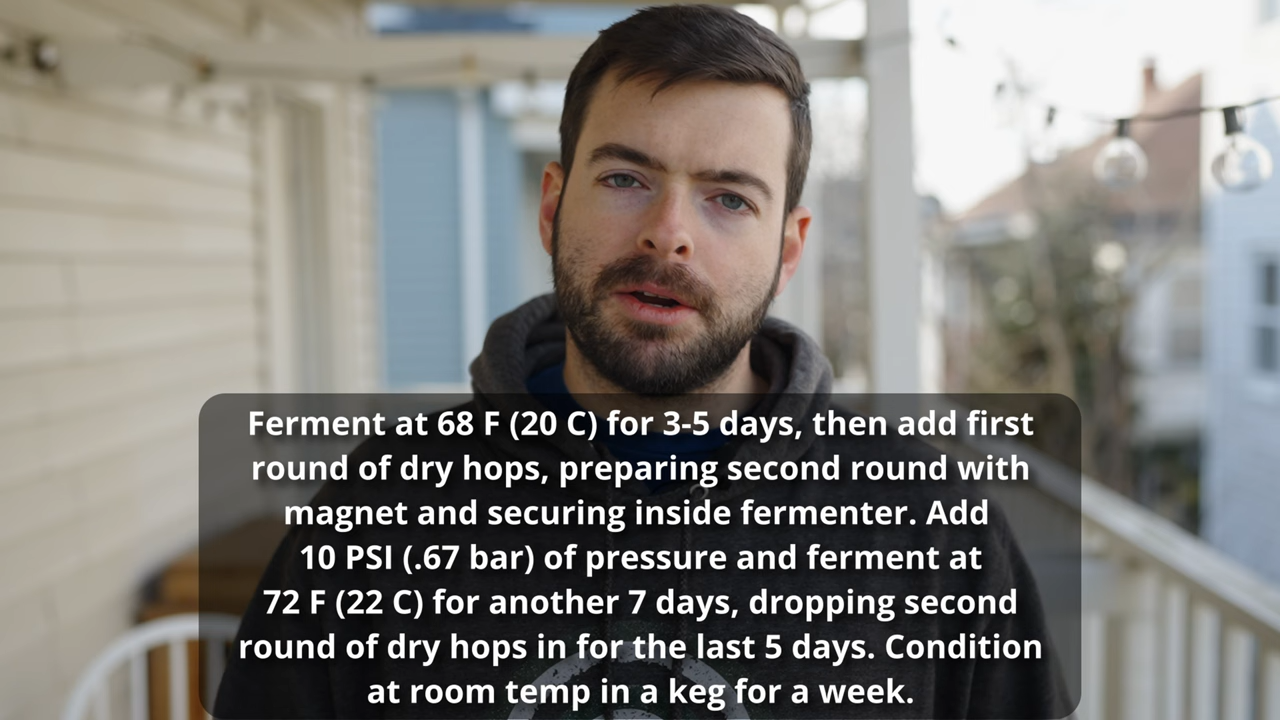 Ferment at 68 F (20 C) for 3-5 days, then add first
round of dry hops, preparing second round with
magnet and securing inside fermenter. Add
10 PSI (.67 bar) of pressure and ferment at
72 F (22 C) for another 7 days, dropping second
round of dry hops in for the last 5 days. Condition
at room temp in a keg for a week.